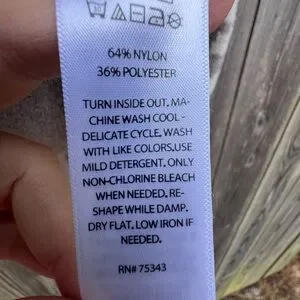 64% NYLON
36% POLYESTER
TURN INSIDE OUT. MA-
CHINE WASH COOL -
DELICATE CYCLE. WASH
WITH LIKE COLORS.USE
MILD DETERGENT. ONLY
NON-CHLORINE BLEACH
WHEN NEEDED. RE-
SHAPE WHILE DAMP.
DRY FLAT. LOW IRON IF
NEEDED.
RN# 75343